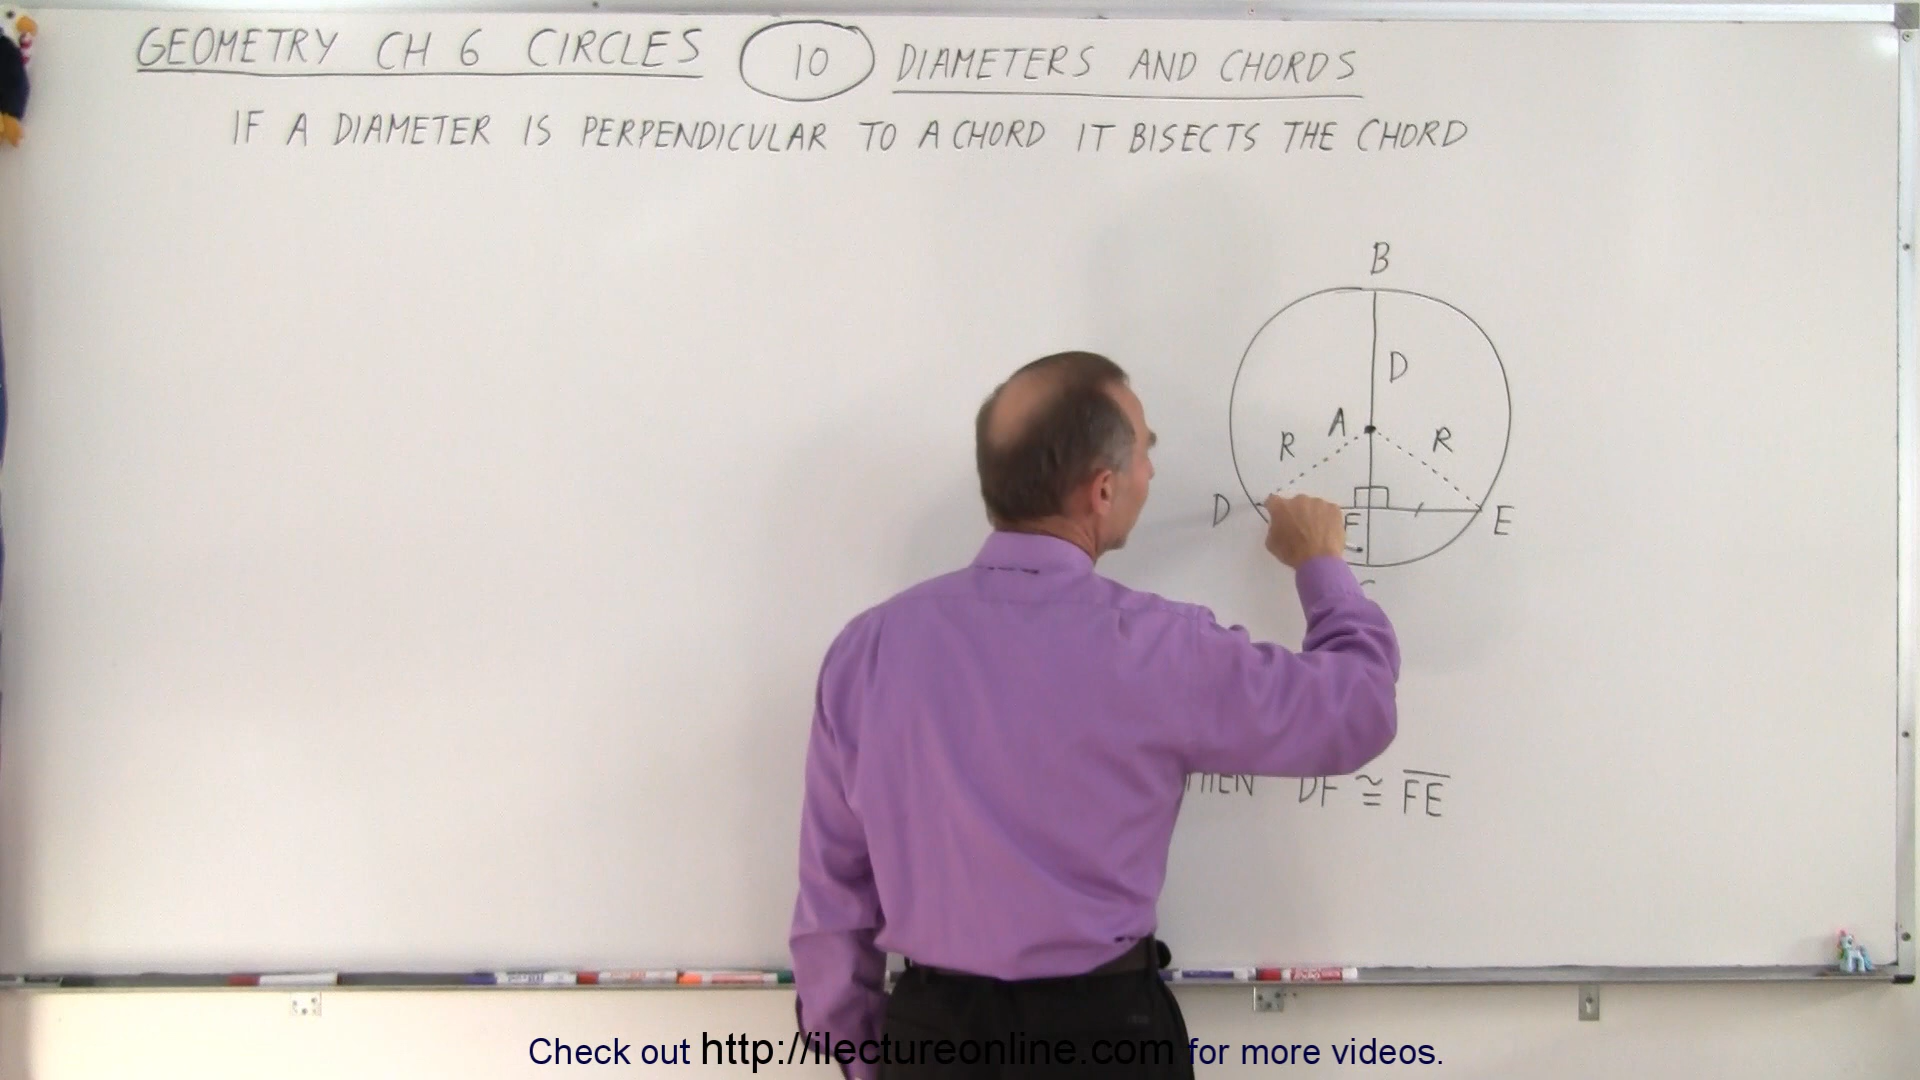 GEOMETRY CH 6 CIRCLES 10 DIAMETERS AND CHORDS
IF A DIAMETER IS PERPENDICULAR TO A CHORD IT BISECTS THE CHORD
B
D
A
R
R
D
E
F
DF ≅ FE
Check out http://ilectureonline.com for more videos.